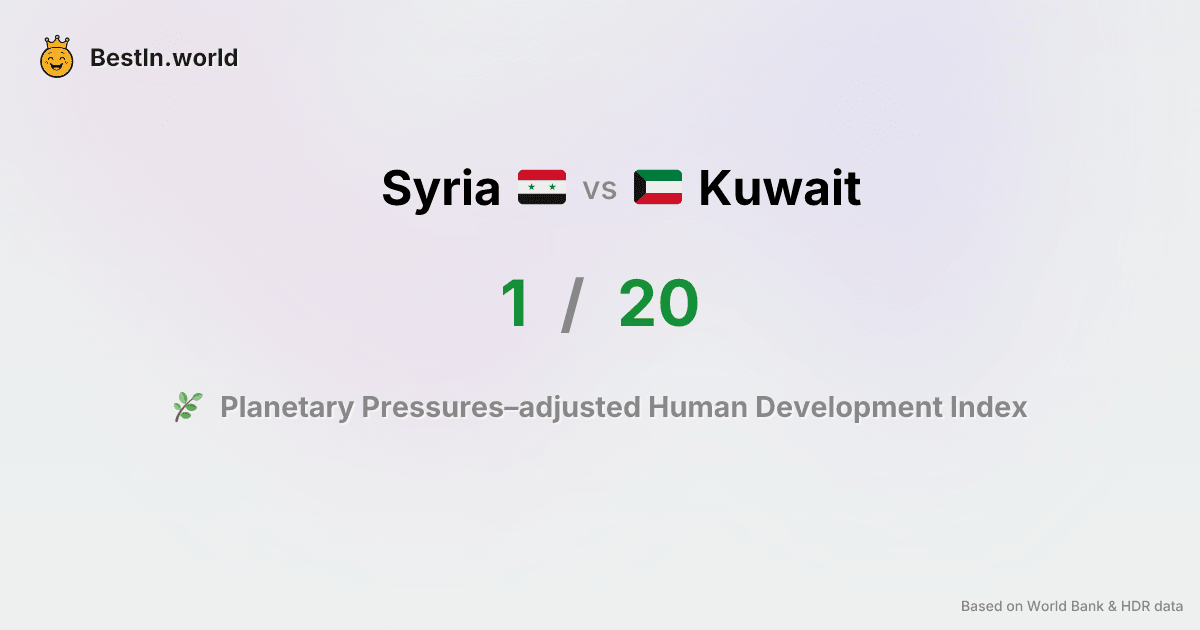 BestIn.world
Syria vs Kuwait
1 / 20
Planetary Pressures–adjusted Human Development Index
Based on World Bank & HDR data